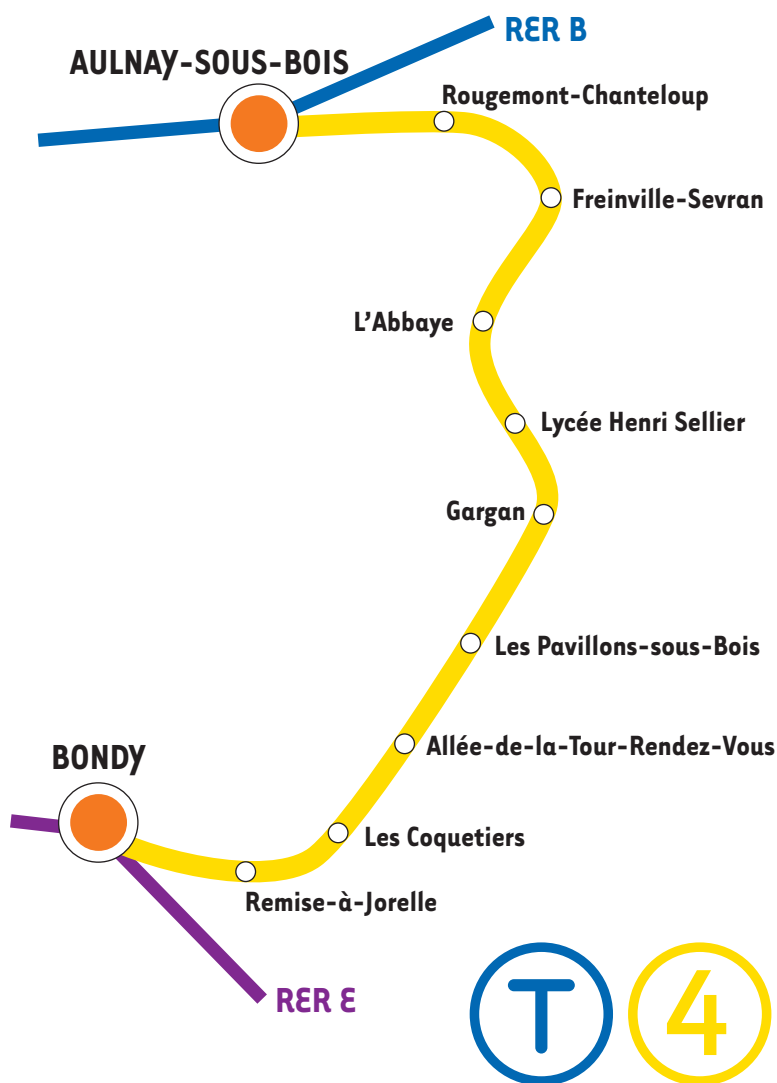 RER B
AULNAY-SOUS-BOIS
Rougemont-Chanteloup
Freinville-Sevran
L'Abbaye
Lycée Henri Sellier
Gargan
Les Pavillons-sous-Bois
Allée-de-la-Tour-Rendez-Vous
BONDY
Les Coquetiers
Remise-à-Jorelle
RER E
T 4